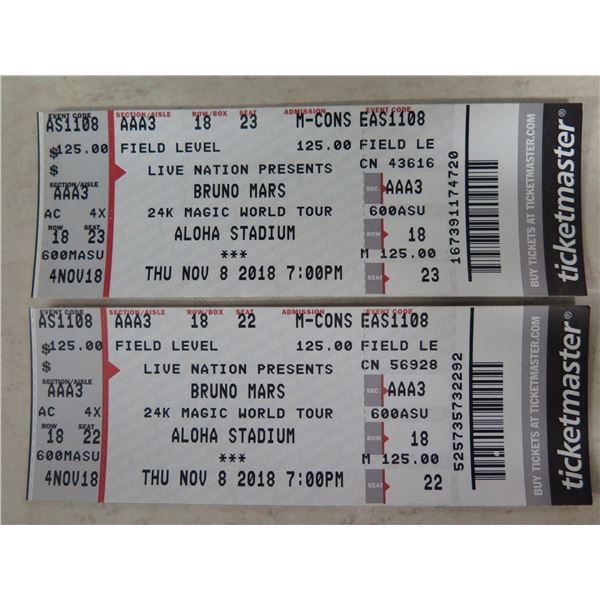 EVENT CODE SECTION/AISLE ROW/BOX SEAT ADMISSION EVENT CODE
AS1108 AAA3 18 23 M-CONS EAS1108
$125.00 FIELD LEVEL 125.00 FIELD LE
$ LIVE NATION PRESENTS CN 43616
SECTION/AISLE BRUNO MARS SEC. AAA3
AAA3
AC 4X 24K MAGIC WORLD TOUR 600ASU
ROW SEAT
18 23 ALOHA STADIUM ROW 18
600MASU *** M 125.00
4NOV18 THU NOV 8 2018 7:00PM SEAT 23
167391174720
BUY TICKETS AT TICKETMASTER.COM
ticketmaster®
EVENT CODE SECTION/AISLE ROW/BOX SEAT ADMISSION EVENT CODE
AS1108 AAA3 18 22 M-CONS EAS1108
$125.00 FIELD LEVEL 125.00 FIELD LE
$ LIVE NATION PRESENTS CN 56928
SECTION/AISLE BRUNO MARS SEC. AAA3
AAA3
AC 4X 24K MAGIC WORLD TOUR 600ASU
ROW SEAT
18 22 ALOHA STADIUM ROW 18
600MASU *** M 125.00
4NOV18 THU NOV 8 2018 7:00PM SEAT 22
525735732292
BUY TICKETS AT TICKETMASTER.COM
ticketmaster®